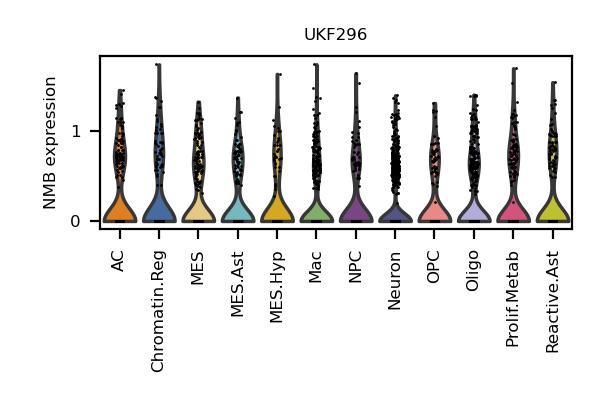 UKF296
NMB expression
1
0
AC
Chromatin.Reg
MES
MES.Ast
MES.Hyp
Mac
NPC
Neuron
OPC
Oligo
Prolif.Metab
Reactive.Ast